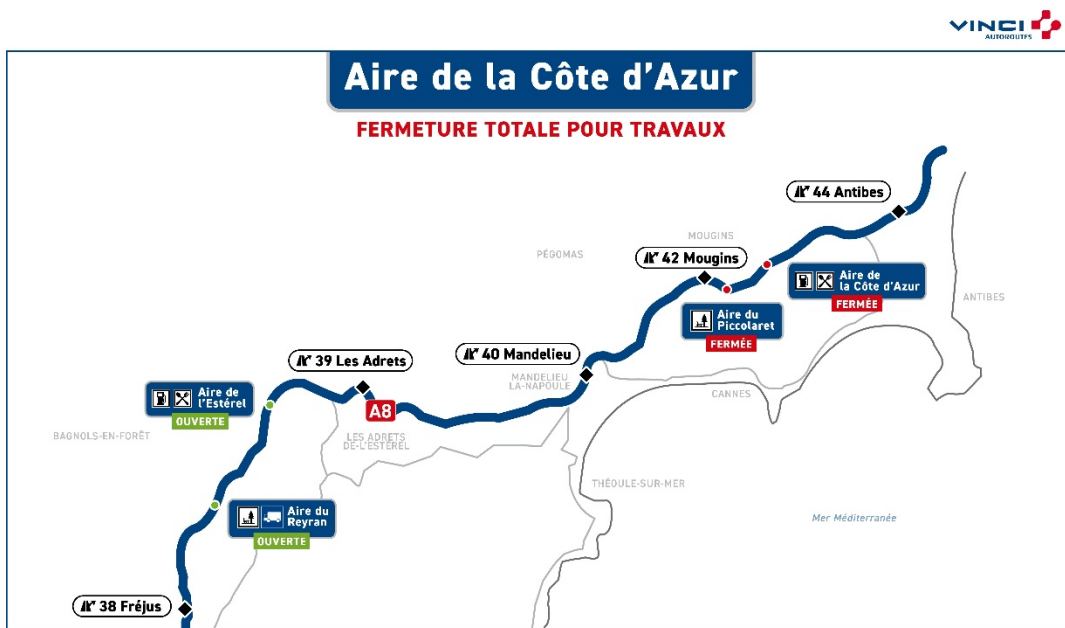 VINCI
AUTOROUTES
Aire de la Côte d'Azur
FERMETURE TOTALE POUR TRAVAUX
44 Antibes
MOUGINS
PÉGOMAS
42 Mougins
Aire de
la Côte d'Azur
FERMÉE
ANTIBES
Aire du
Piccolaret
FERMÉE
40 Mandelieu
39 Les Adrets
MANDELIEU
LA-NAPOULE
CANNES
Aire de
l'Estérel
OUVERTE
A8
BAGNOLS-EN-FORÊT
LES ADRETS
DE-L'ESTÉREL
THÉOULE-SUR-MER
Aire du
Reyran
OUVERTE
Mer Méditerranée
38 Fréjus